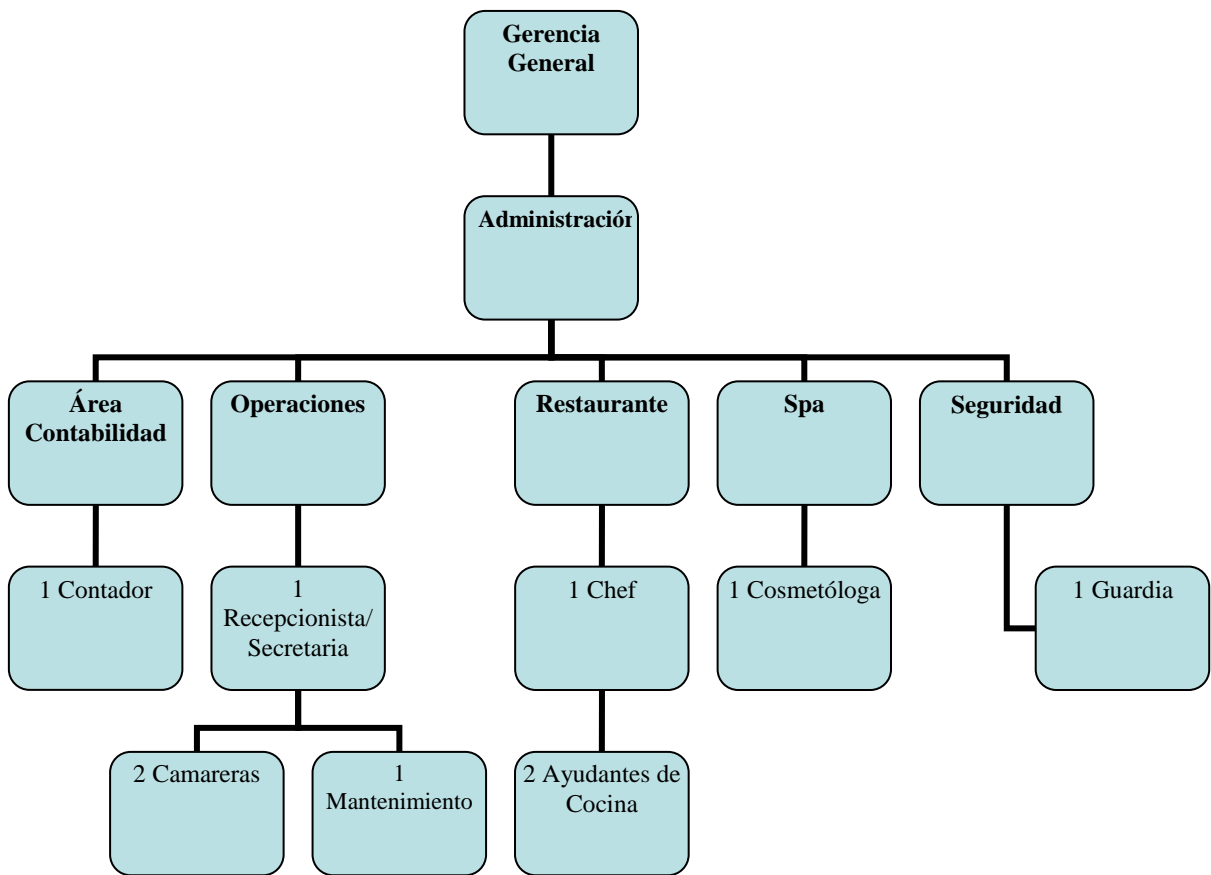 Gerencia
General
Administración
Área
Contabilidad
Operaciones
Restaurante
Spa
Seguridad
1 Contador
1
Recepcionista/
Secretaria
1 Chef
1 Cosmetóloga
1 Guardia
2 Camareras
1
Mantenimiento
2 Ayudantes de
Cocina